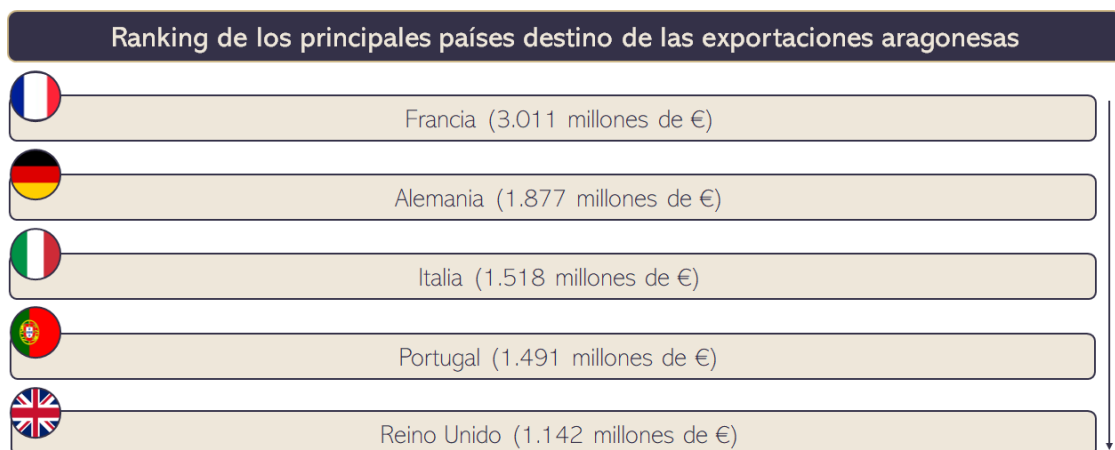 Ranking de los principales países destino de las exportaciones aragonesas
Francia (3.011 millones de €)
Alemania (1.877 millones de €)
Italia (1.518 millones de €)
Portugal (1.491 millones de €)
Reino Unido (1.142 millones de €)